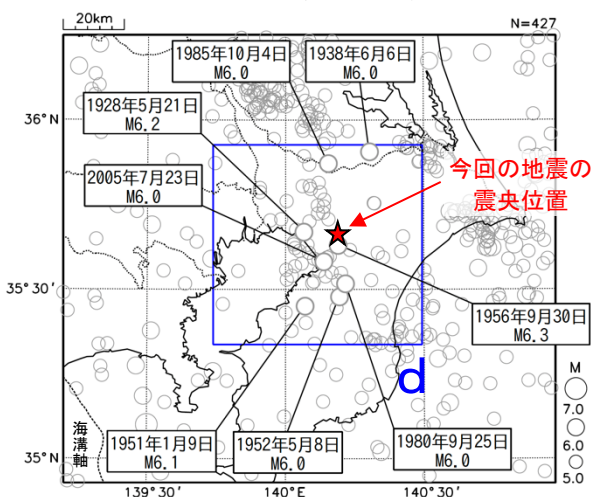 20km
N=427
1985年10月4日
M6.0
1938年6月6日
M6.0
1928年5月21日
M6.2
36°N
2005年7月23日
M6.0
今回の地震の
震央位置
35°30′
1956年9月30日
M6.3
d
M
7.0
6.0
5.0
海溝軸
1951年1月9日
M6.1
1952年5月8日
M6.0
1980年9月25日
M6.0
35°N
139°30′
140°E
140°30′